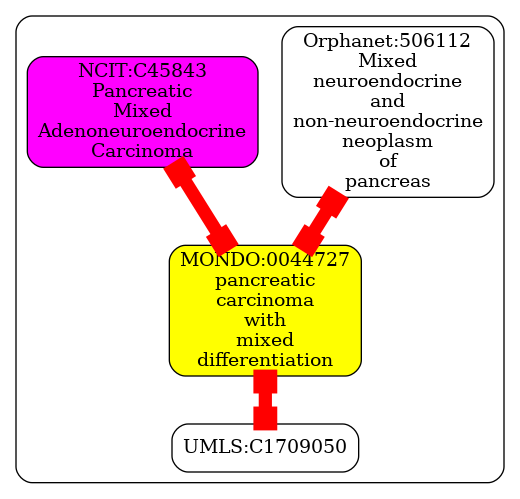 NCIT:C45843
Pancreatic
Mixed
Adenoneuroendocrine
Carcinoma
Orphanet:506112
Mixed
neuroendocrine
and
non-neuroendocrine
neoplasm
of
pancreas
MONDO:0044727
pancreatic
carcinoma
with
mixed
differentiation
UMLS:C1709050